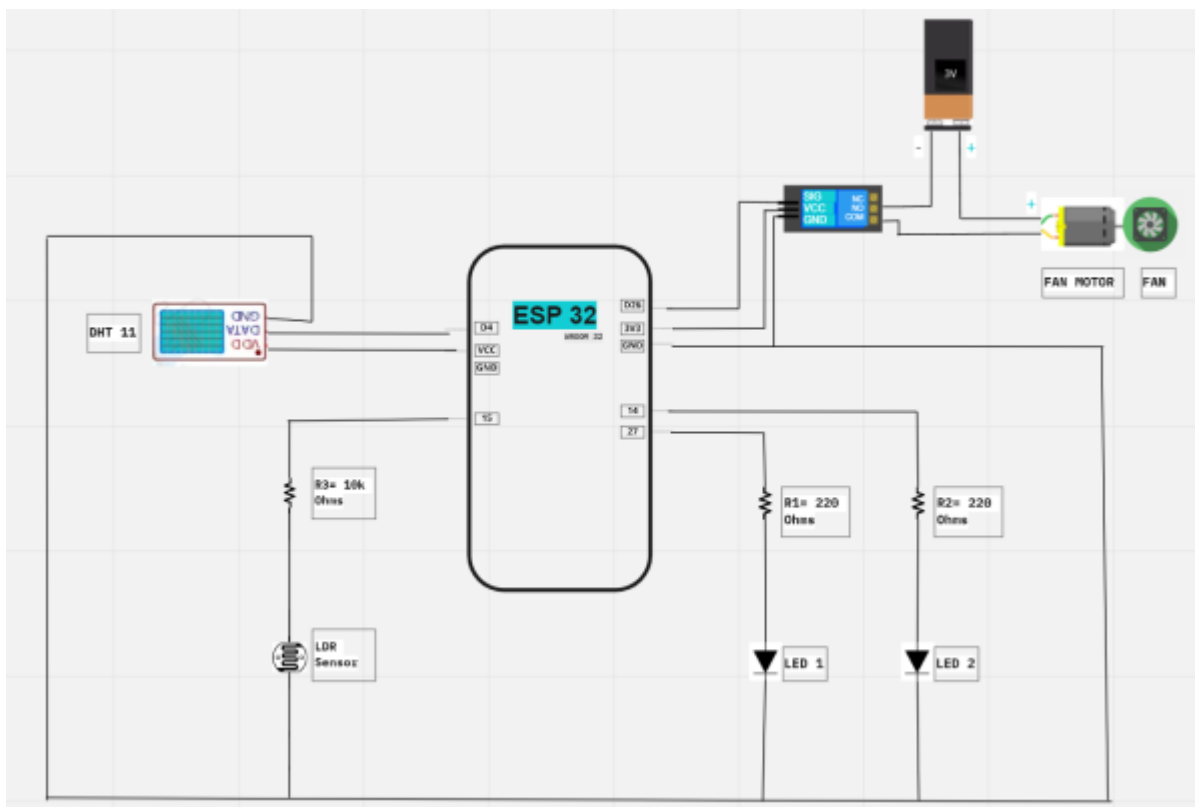 3V
-
+
SIG
VCC
GND
NC
NO
COM
+
FAN MOTOR
FAN
DHT 11
GND
DATA
VDD
ESP 32
WROOM 32
D4
VCC
GND
15
3V3
GND
14
27
R3= 10k
Ohms
R1= 220
Ohms
R2= 220
Ohms
LDR
Sensor
LED 1
LED 2